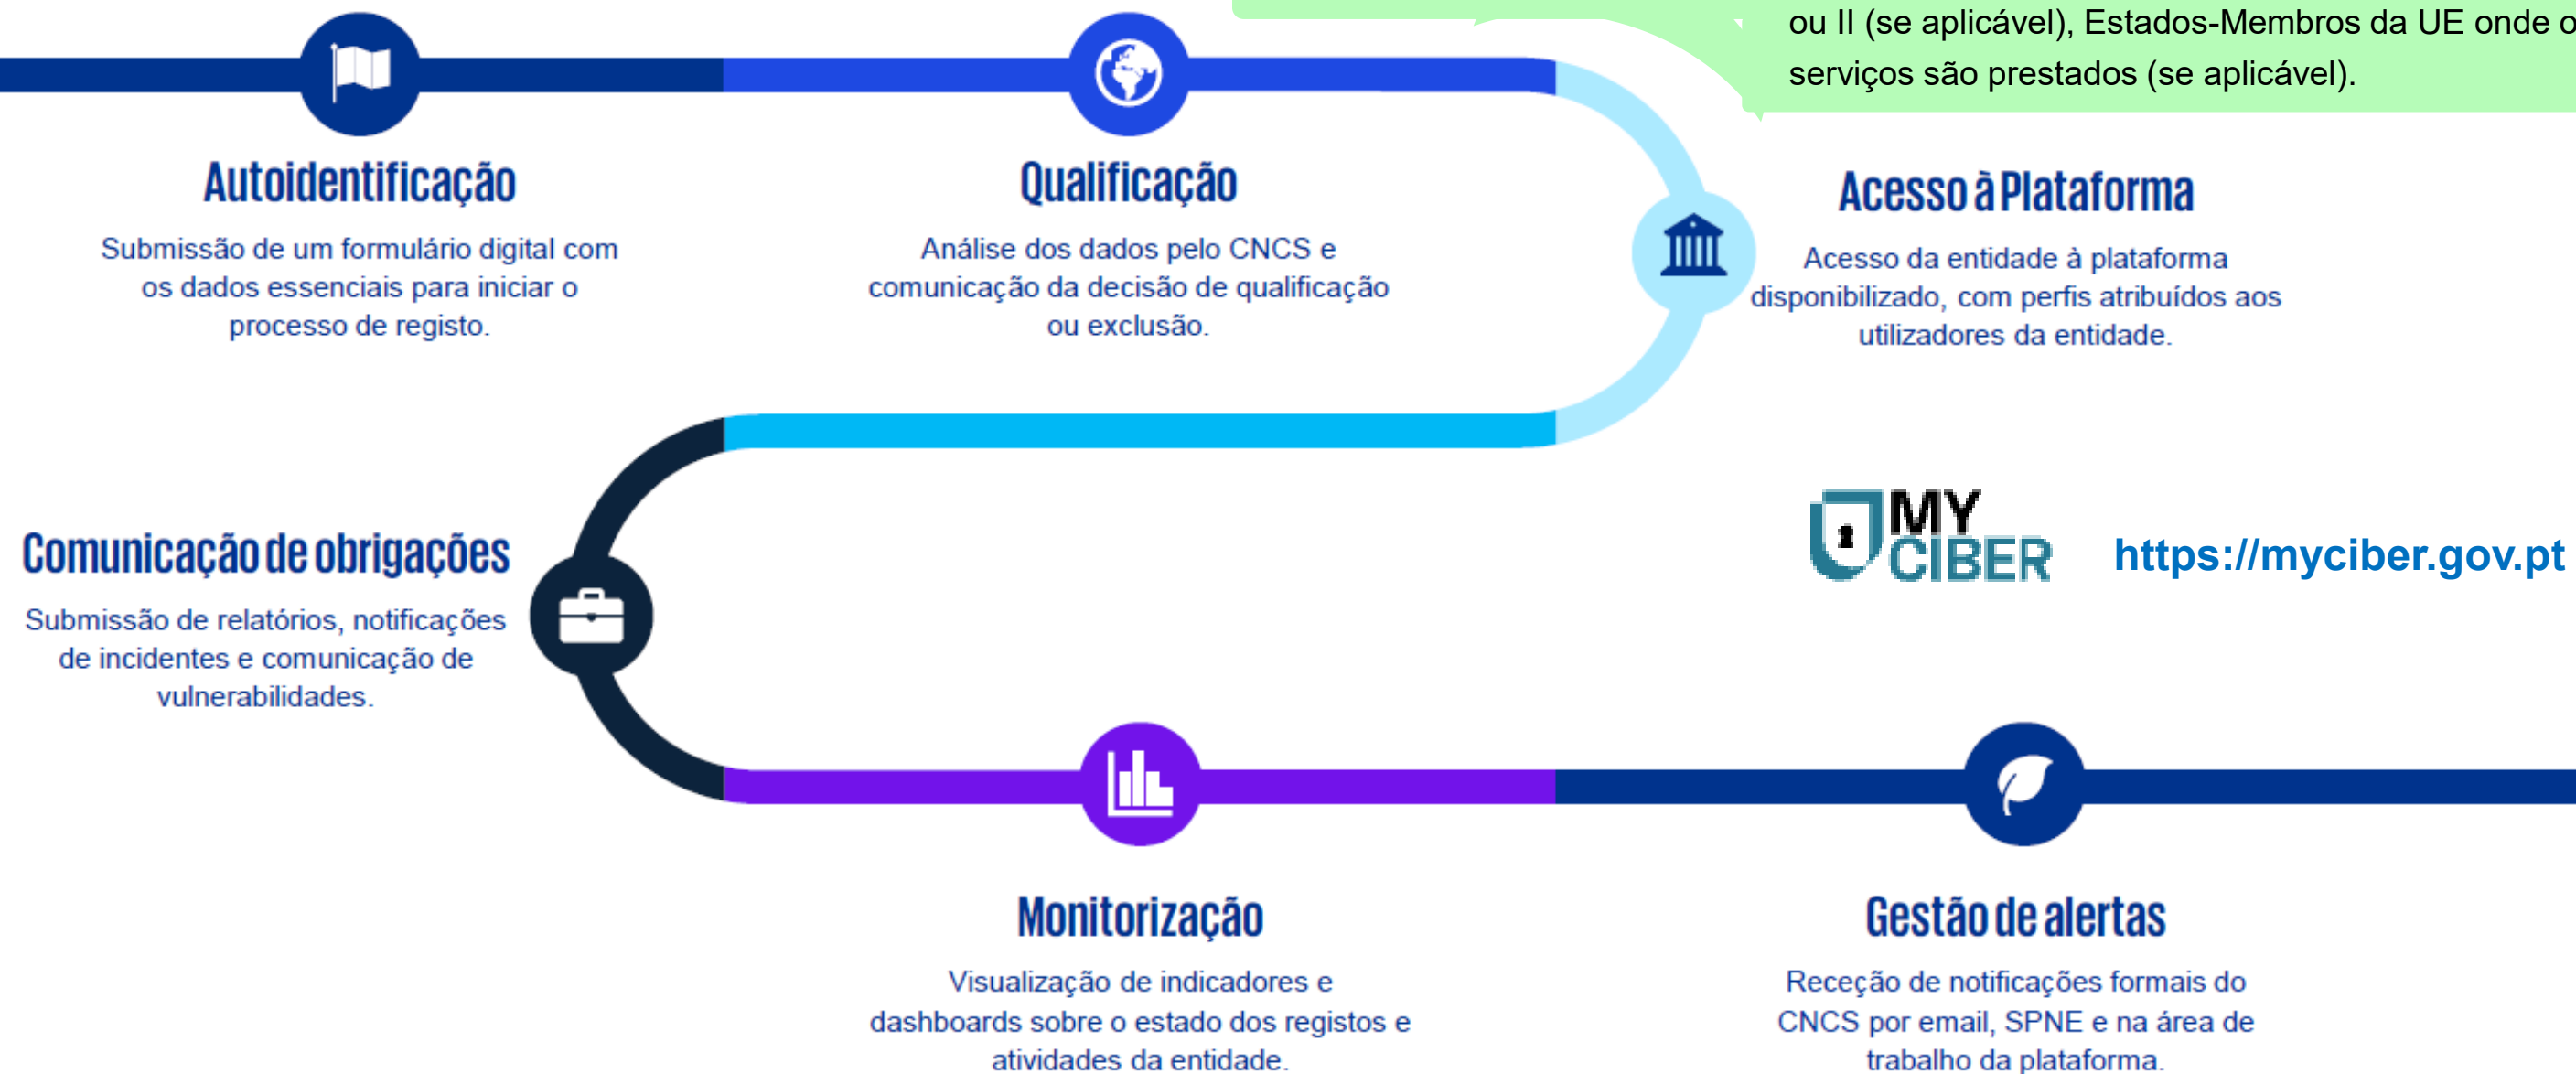 ou II (se aplicável), Estados-Membros da UE onde o
serviços são prestados (se aplicável).
Autoidentificação
Submissão de um formulário digital com
os dados essenciais para iniciar o
processo de registo.
Qualificação
Análise dos dados pelo CNCS e
comunicação da decisão de qualificação
ou exclusão.
Acesso à Plataforma
Acesso da entidade à plataforma
disponibilizado, com perfis atribuídos aos
utilizadores da entidade.
MY
CIBER
https://myciber.gov.pt
Comunicação de obrigações
Submissão de relatórios, notificações
de incidentes e comunicação de
vulnerabilidades.
Monitorização
Visualização de indicadores e
dashboards sobre o estado dos registos e
atividades da entidade.
Gestão de alertas
Receção de notificações formais do
CNCS por email, SPNE e na área de
trabalho da plataforma.